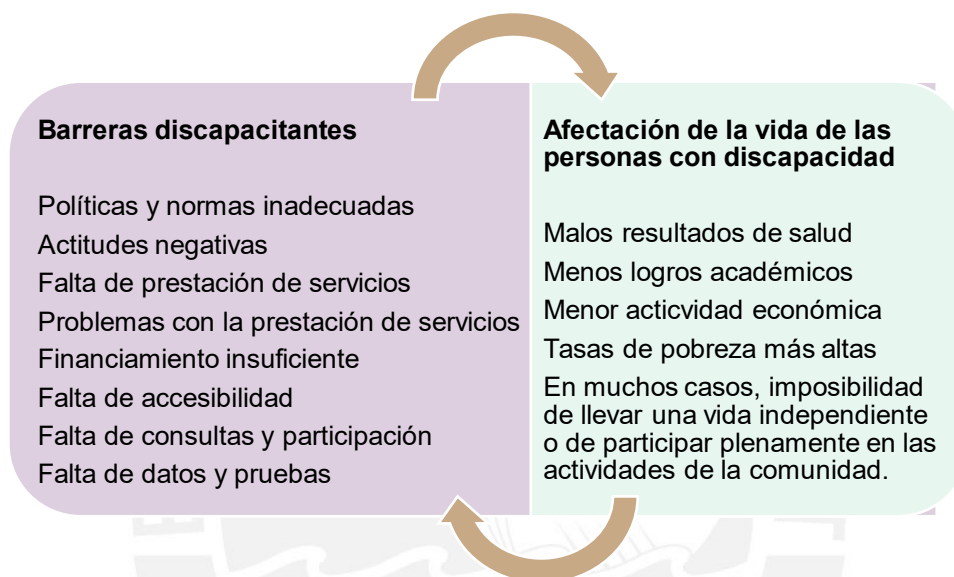 Barreras discapacitantes
Políticas y normas inadecuadas
Actitudes negativas
Falta de prestación de servicios
Problemas con la prestación de servicios
Financiamiento insuficiente
Falta de accesibilidad
Falta de consultas y participación
Falta de datos y pruebas
Afectación de la vida de las
personas con discapacidad
Malos resultados de salud
Menos logros académicos
Menor acticvidad económica
Tasas de pobreza más altas
En muchos casos, imposibilidad
de llevar una vida independiente
o de participar plenamente en las
actividades de la comunidad.